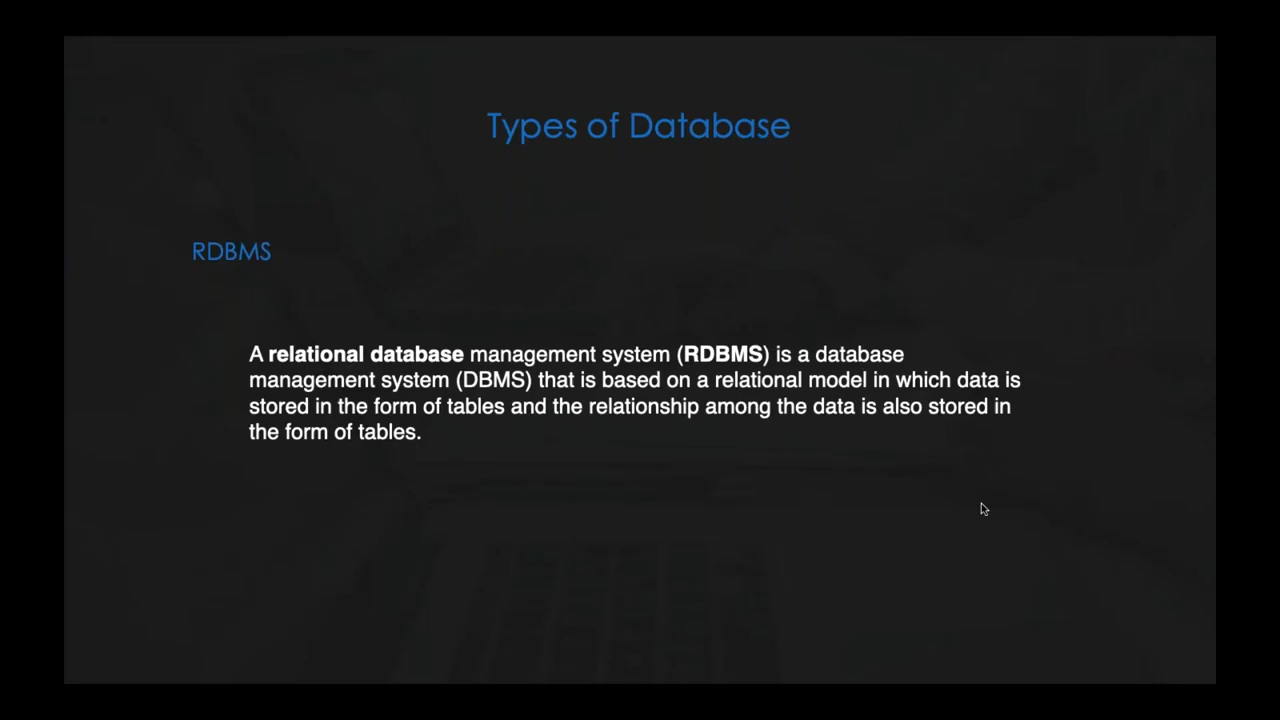 Types of Database
RDBMS
A relational database management system (RDBMS) is a database
management system (DBMS) that is based on a relational model in which data is
stored in the form of tables and the relationship among the data is also stored in
the form of tables.